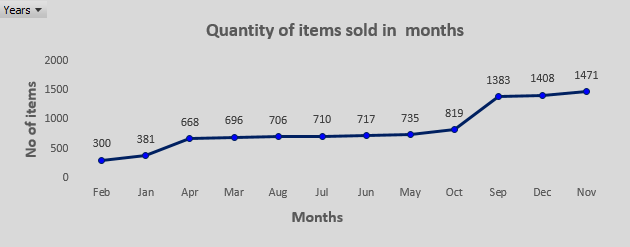 Years
Quantity of items sold in  months
2000
1500
1000
500
0
No of items
300 381 668 696 706 710 717 735 819 1383 1408 1471
Feb Jan Apr Mar Aug Jul Jun May Oct Sep Dec Nov
Months